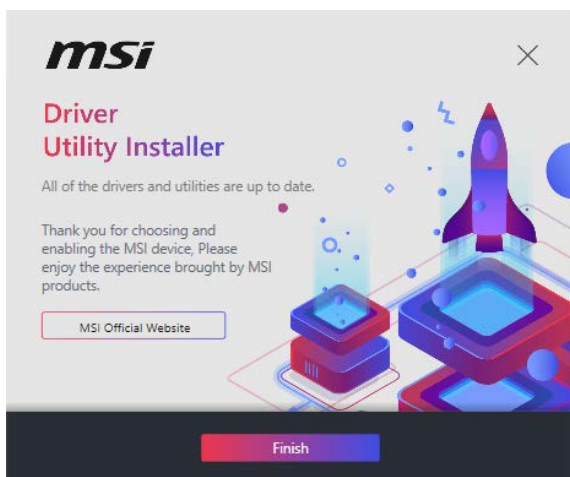 msi
Driver
Utility Installer
All of the drivers and utilities are up to date.
Thank you for choosing and
enabling the MSI device, Please
enjoy the experience brought by MSI
products.
MSI Official Website
Finish